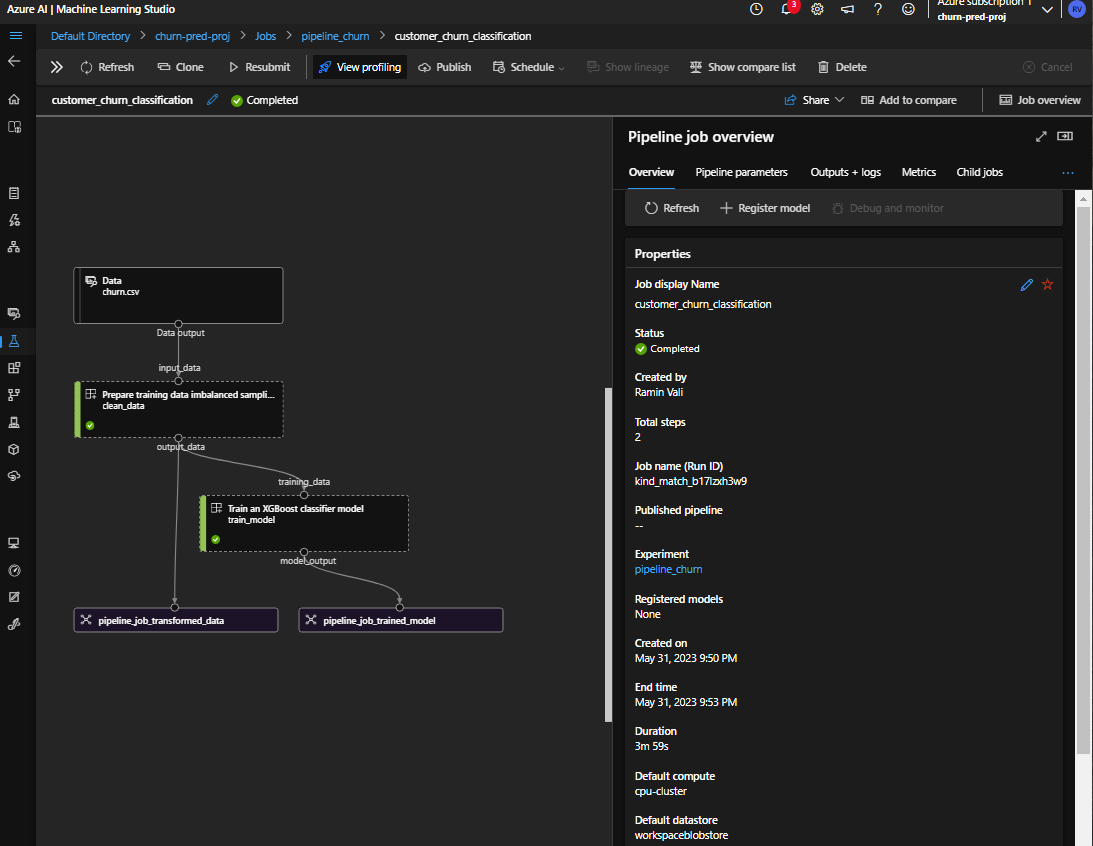 Azure AI | Machine Learning Studio
3
Azure subscription 1
churn-pred-proj
RV
Default Directory > churn-pred-proj > Jobs > pipeline_churn > customer_churn_classification
Refresh Clone Resubmit View profiling Publish Schedule Show lineage Show compare list Delete Cancel
customer_churn_classification Completed Share Add to compare Job overview
Data
churn.csv
Data output
input_data
Prepare training data imbalanced sampli...
clean_data
output_data
training_data
Train an XGBoost classifier model
train_model
model_output
pipeline_job_transformed_data
pipeline_job_trained_model
Pipeline job overview
Overview Pipeline parameters Outputs + logs Metrics Child jobs ...
Refresh Register model Debug and monitor
Properties
Job display Name
customer_churn_classification
Status
Completed
Created by
Ramin Vali
Total steps
2
Job name (Run ID)
kind_match_b17lzxh3w9
Published pipeline
--
Experiment
pipeline_churn
Registered models
None
Created on
May 31, 2023 9:50 PM
End time
May 31, 2023 9:53 PM
Duration
3m 59s
Default compute
cpu-cluster
Default datastore
workspaceblobstore